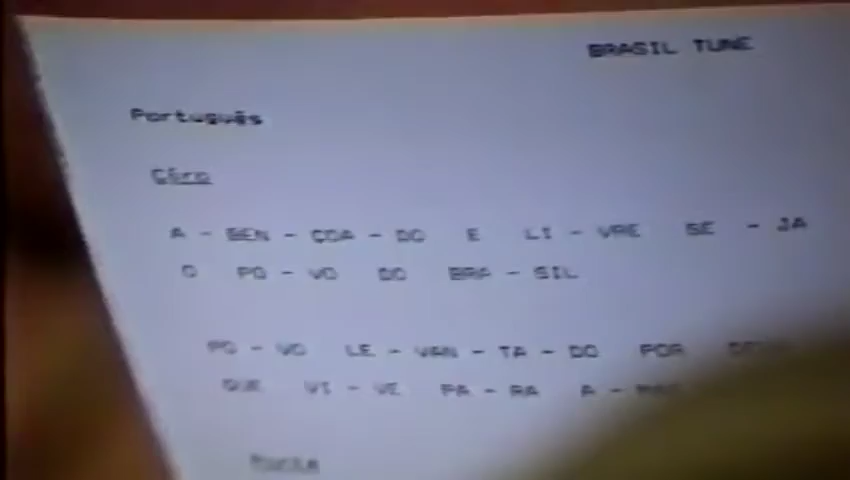 BRASIL TUNE
Português
Côro
A - BEN - ÇOA - DO E LI - VRE SE - JA
O PO - VO DO BRA - SIL
PO - VO LE - VAN - TA - DO POR
QUE VI - VE PA - RA A -